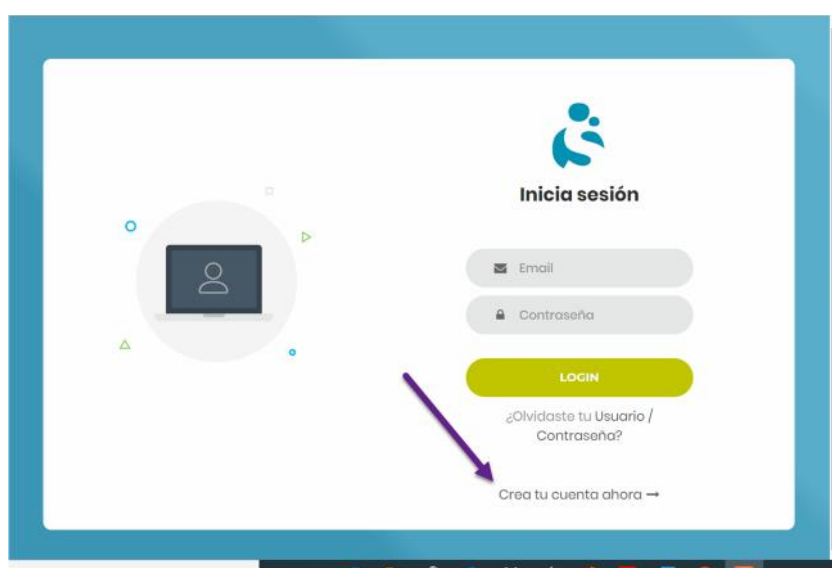 Inicia sesión
Email
Contraseña
LOGIN
¿Olvidaste tu Usuario /
Contraseña?
Crea tu cuenta ahora →